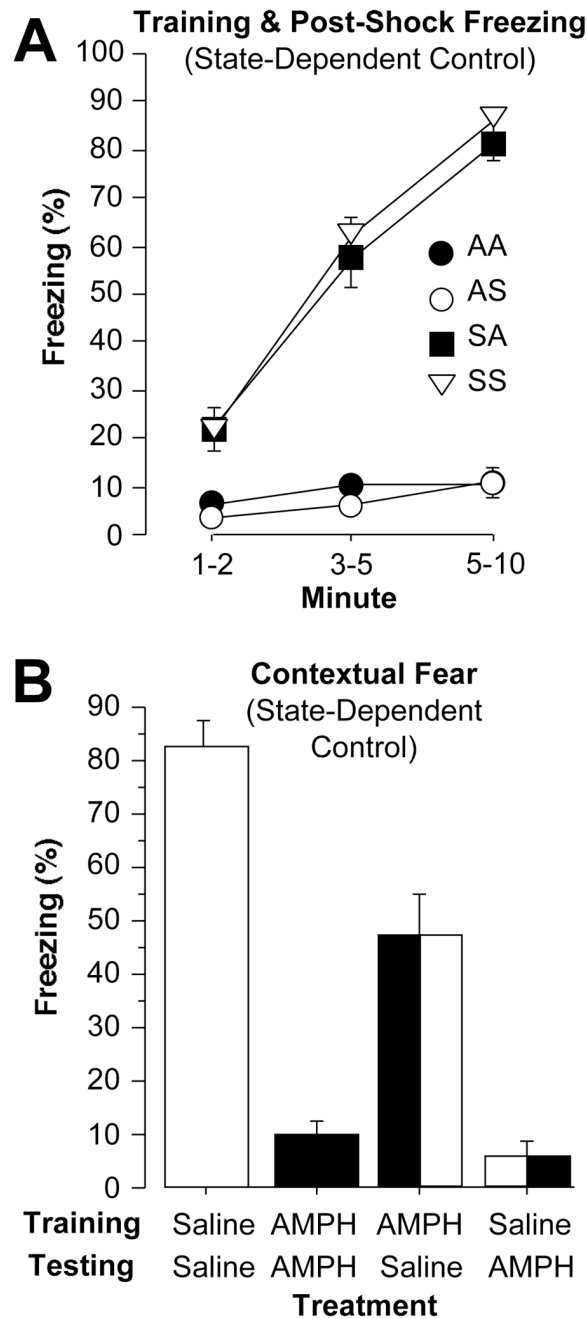 A
Training & Post-Shock Freezing
(State-Dependent Control)
100
90
80
70
60
50
40
30
20
10
0
Freezing (%)
AA
AS
SA
SS
1-2 3-5 5-10
Minute
B
Contextual Fear
(State-Dependent
Control)
90
80
70
60
50
40
30
20
10
0
Freezing (%)
Training Saline AMPH AMPH Saline
Testing Saline AMPH Saline AMPH
Treatment